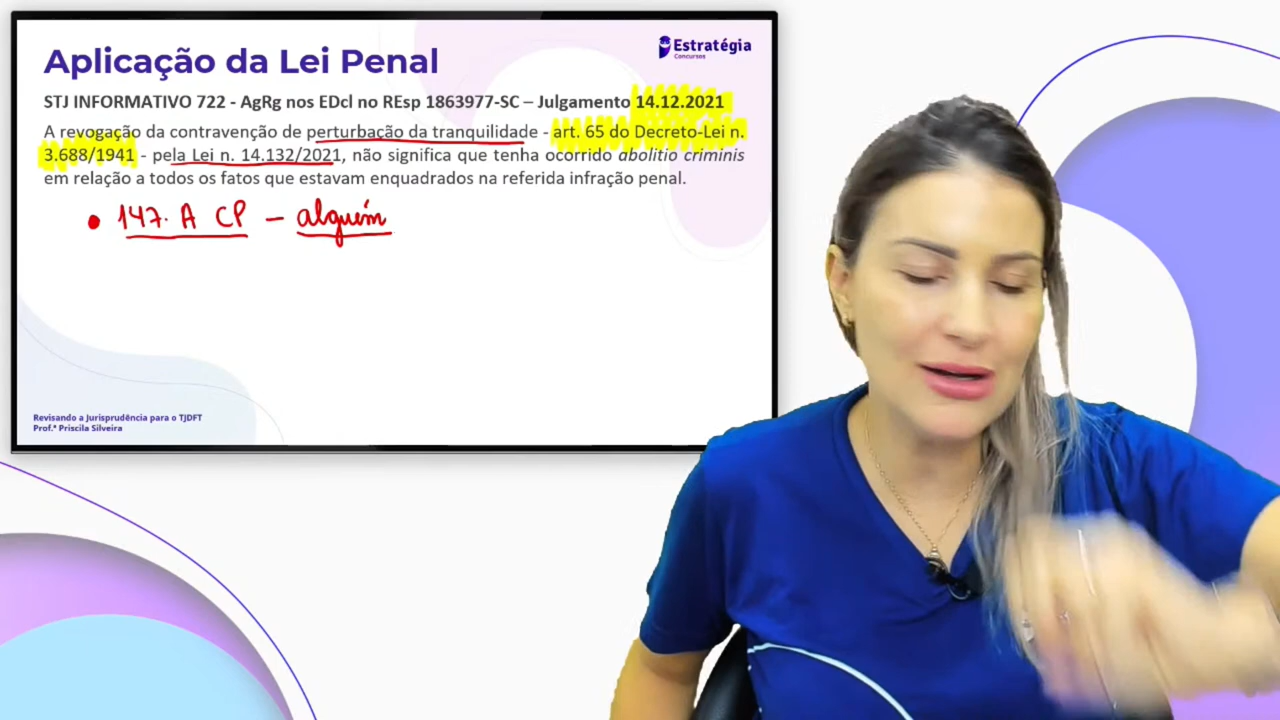 Aplicação da Lei Penal
Estratégia
Concursos
STJ INFORMATIVO 722 - AgRg nos EDcl no REsp 1863977-SC – Julgamento 14.12.2021
A revogação da contravenção de perturbação da tranquilidade - art. 65 do Decreto-Lei n.
3.688/1941 - pela Lei n. 14.132/2021, não significa que tenha ocorrido abolitio criminis
em relação a todos os fatos que estavam enquadrados na referida infração penal.
• 147. A CP – alguém
Revisando a Jurisprudência para o TJDFT
Prof.ª Priscila Silveira